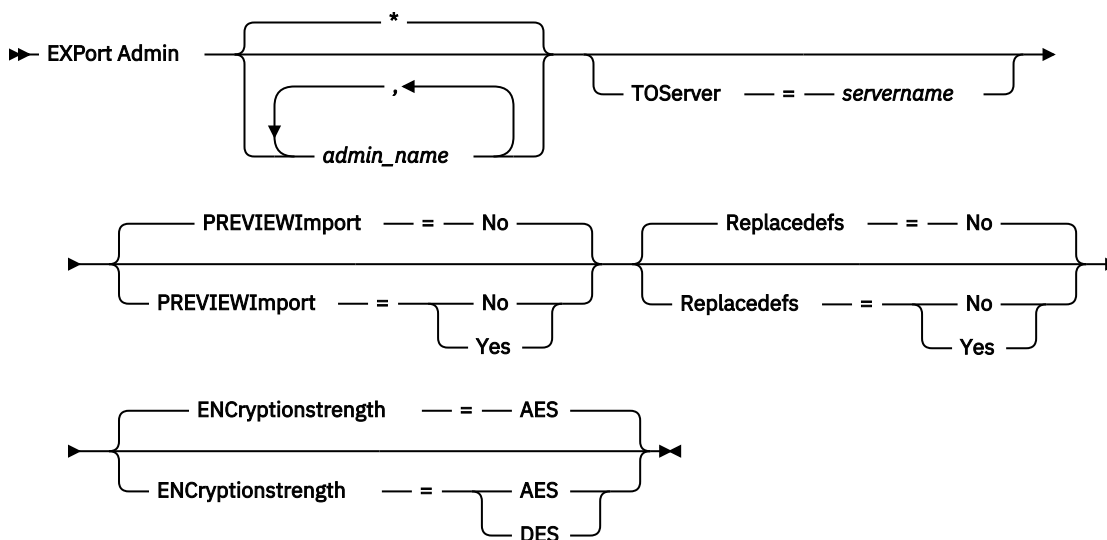 *
EXPort Admin
,
TOServer = servername
admin_name
PREVIEWImport = No
Replacedefs = No
PREVIEWImport = No
Replacedefs = No
Yes
Yes
ENCryptionstrength = AES
ENCryptionstrength = AES
DES